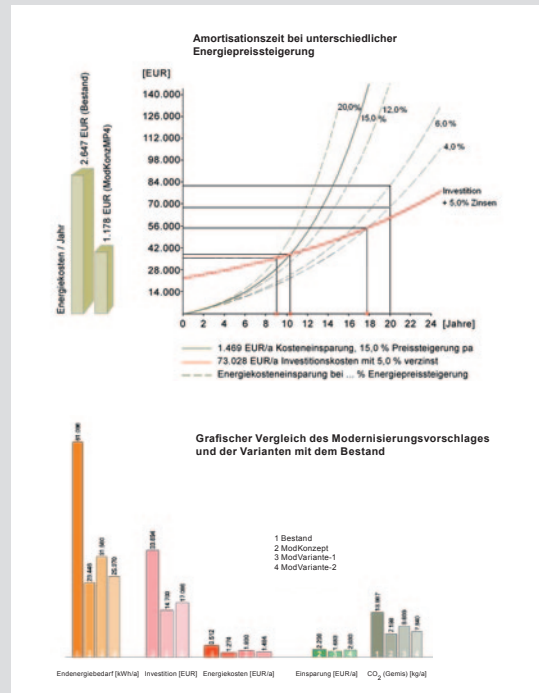 Amortisationszeit bei unterschiedlicher
Energiepreissteigerung
[EUR]
140.000
126.000
112.000
98.000
84.000
70.000
56.000
42.000
28.000
14.000
0 2 4 6 8 10 12 14 16 18 20 22 24 [Jahre]
20,0 %
15,0 %
12,0 %
6,0 %
4,0 %
Investition
+ 5,0% Zinsen
Energiekosten / Jahr
2.647 EUR (Bestand)
1.178 EUR (ModKonzMP4)
1.469 EUR/a Kosteneinsparung, 15,0 % Preissteigerung pa
73.028 EUR/a Investitionskosten mit 5,0 % verzinst
Energiekosteneinsparung bei ... % Energiepreissteigerung
Grafischer Vergleich des Modernisierungsvorschlages
und der Varianten mit dem Bestand
1 Bestand
2 ModKonzept
3 ModVariante-1
4 ModVariante-2
Endenergiebedarf [kWh/a] Investition [EUR] Energiekosten [EUR/a] Einsparung [EUR/a] CO2 (Gemis) [kg/a]